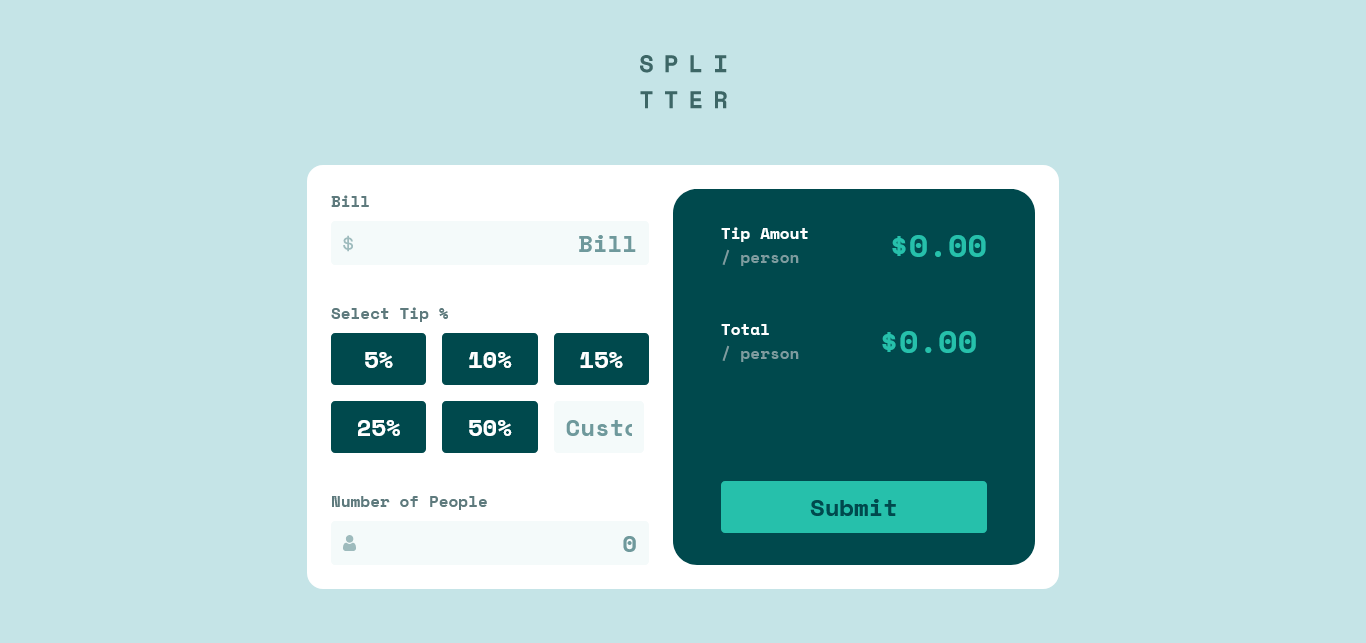 SPLI
TTER
Bill
$ Bill
Select Tip %
5% 10% 15%
25% 50% Custo
Number of People
0
Tip Amout
/ person
$0.00
Total
/ person
$0.00
Submit